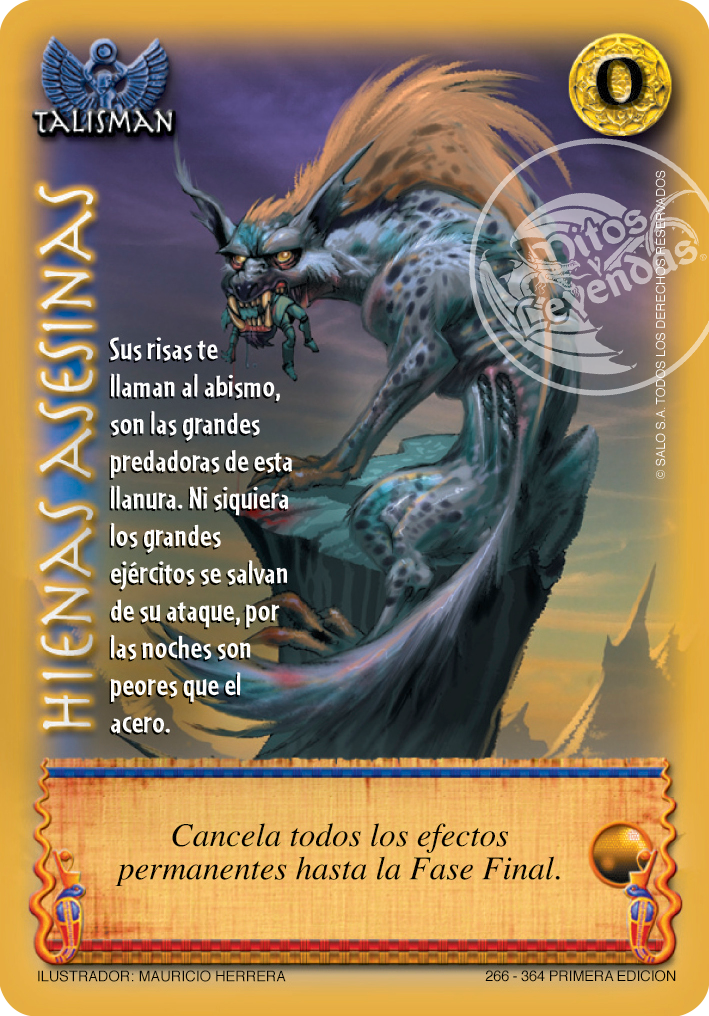 TALISMAN
0
HIENAS ASESINAS
Mitos
y
Leyendas
©
© SALO S.A. TODOS LOS DERECHOS RESERVADOS
Sus risas te
llaman al abismo,
son las grandes
predadoras de esta
llanura. Ni siquiera
los grandes
ejércitos se salvan
de su ataque, por
las noches son
peores que el
acero.
Cancela todos los efectos
permanentes hasta la Fase Final.
ILUSTRADOR: MAURICIO HERRERA
266 - 364 PRIMERA EDICION